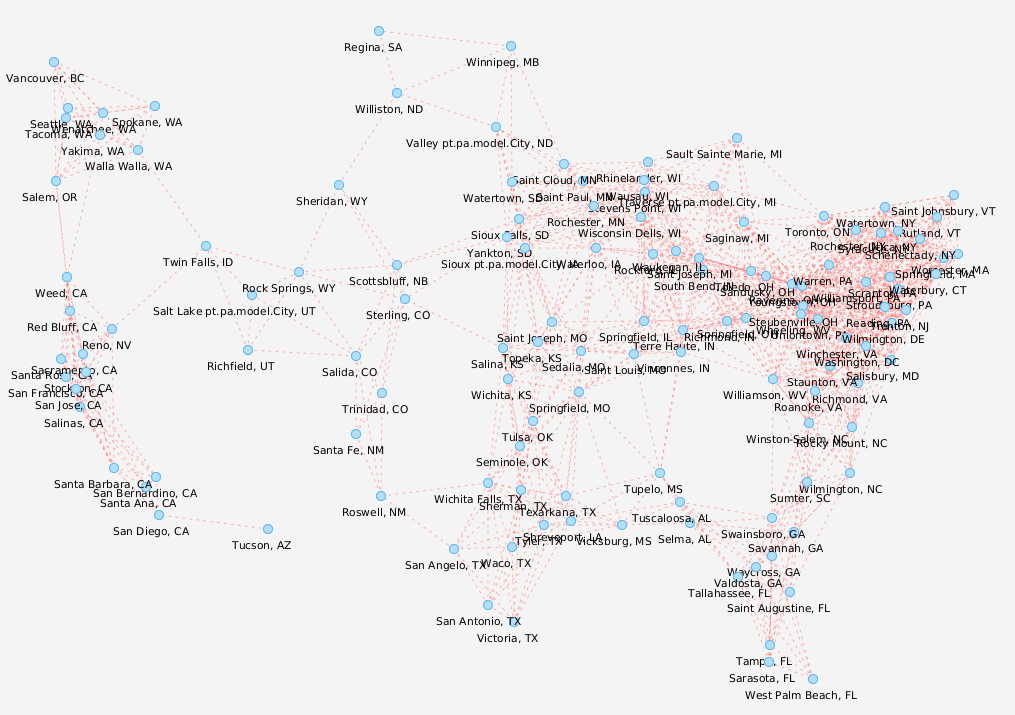 Regina, SA
Winnipeg, MB
Vancouver, BC
Williston, ND
Seattle, WA
Spokane, WA
Wenatchee, WA
Tacoma, WA
Valley pt.pa.model.City, ND
Yakima, WA
Sault Sainte Marie, MI
Walla Walla, WA
Saint Cloud, MN
Rhinelander, WI
Salem, OR
Watertown, SD
Saint Paul, MN
Wausau, WI
Sheridan, WY
Traverse pt.pa.model.City, MI
Stevens Point, WI
Saint Johnsbury, VT
Rochester, MN
Watertown, NY
Sioux Falls, SD
Wisconsin Dells, WI
Saginaw, MI
Toronto, ON
Rutland, VT
Rochester, NY
Utica, NY
Syracuse, NY
Yankton, SD
Schenectady, NY
Twin Falls, ID
Sioux pt.pa.model.City, IA
Waterloo, IA
Waukegan, IL
Rockford, IL
Worcester, MA
Saint Joseph, MI
Springfield, MA
Scottsbluff, NB
Warren, PA
Rock Springs, WY
South Bend, IN
Toledo, OH
Waterbury, CT
Weed, CA
Sandusky, OH
Scranton, PA
Williamsport, PA
Ravenna, OH
Youngstown, OH
Stroudsburg, PA
Salt Lake pt.pa.model.City, UT
Sterling, CO
Steubenville, OH
Reading, PA
Trenton, NJ
Red Bluff, CA
Wheeling, WV
Uniontown, PA
Saint Joseph, MO
Springfield, IL
Richmond, IN
Springfield, OH
Wilmington, DE
Reno, NV
Terre Haute, IN
Winchester, VA
Topeka, KS
Salina, KS
Sedalia, MO
Saint Louis, MO
Vincennes, IN
Washington, DC
Richfield, UT
Sacramento, CA
Salida, CO
Santa Rosa, CA
Salisbury, MD
Staunton, VA
Stockton, CA
San Francisco, CA
Wichita, KS
Williamson, WV
Richmond, VA
San Jose, CA
Trinidad, CO
Springfield, MO
Roanoke, VA
Salinas, CA
Tulsa, OK
Winston-Salem, NC
Rocky Mount, NC
Santa Fe, NM
Seminole, OK
Santa Barbara, CA
Tupelo, MS
Wilmington, NC
San Bernardino, CA
Wichita Falls, TX
Sumter, SC
Santa Ana, CA
Sherman, TX
Roswell, NM
Texarkana, TX
Tuscaloosa, AL
San Diego, CA
Swainsboro, GA
Shreveport, LA
Selma, AL
Tyler, TX
Vicksburg, MS
Tucson, AZ
Savannah, GA
San Angelo, TX
Waco, TX
Waycross, GA
Valdosta, GA
Tallahassee, FL
Saint Augustine, FL
San Antonio, TX
Victoria, TX
Tampa, FL
Sarasota, FL
West Palm Beach, FL